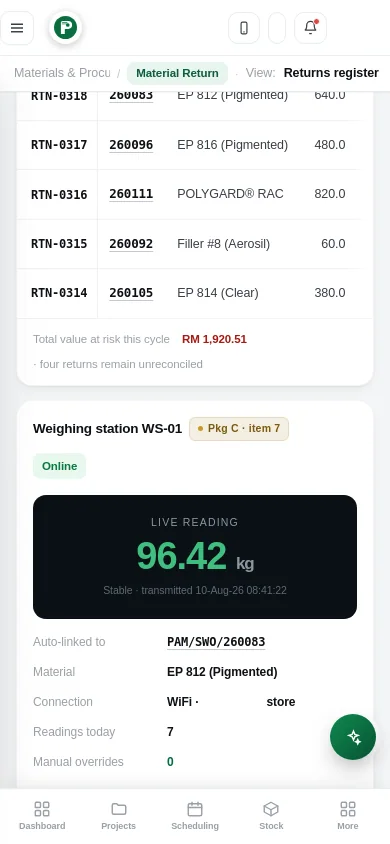 Materials & Procu / Material Return · View: Returns register
RTN-0318 260083 EP 812 (Pigmented) 640.0
RTN-0317 260096 EP 816 (Pigmented) 480.0
RTN-0316 260111 POLYGARD® RAC 820.0
RTN-0315 260092 Filler #8 (Aerosil) 60.0
RTN-0314 260105 EP 814 (Clear) 380.0
Total value at risk this cycle RM 1,920.51
· four returns remain unreconciled
Weighing station WS-01 Pkg C · item 7
Online
LIVE READING
96.42 kg
Stable · transmitted 10-Aug-26 08:41:22
Auto-linked to PAM/SWO/260083
Material EP 812 (Pigmented)
Connection WiFi · store
Readings today 7
Manual overrides 0
Dashboard Projects Scheduling Stock More